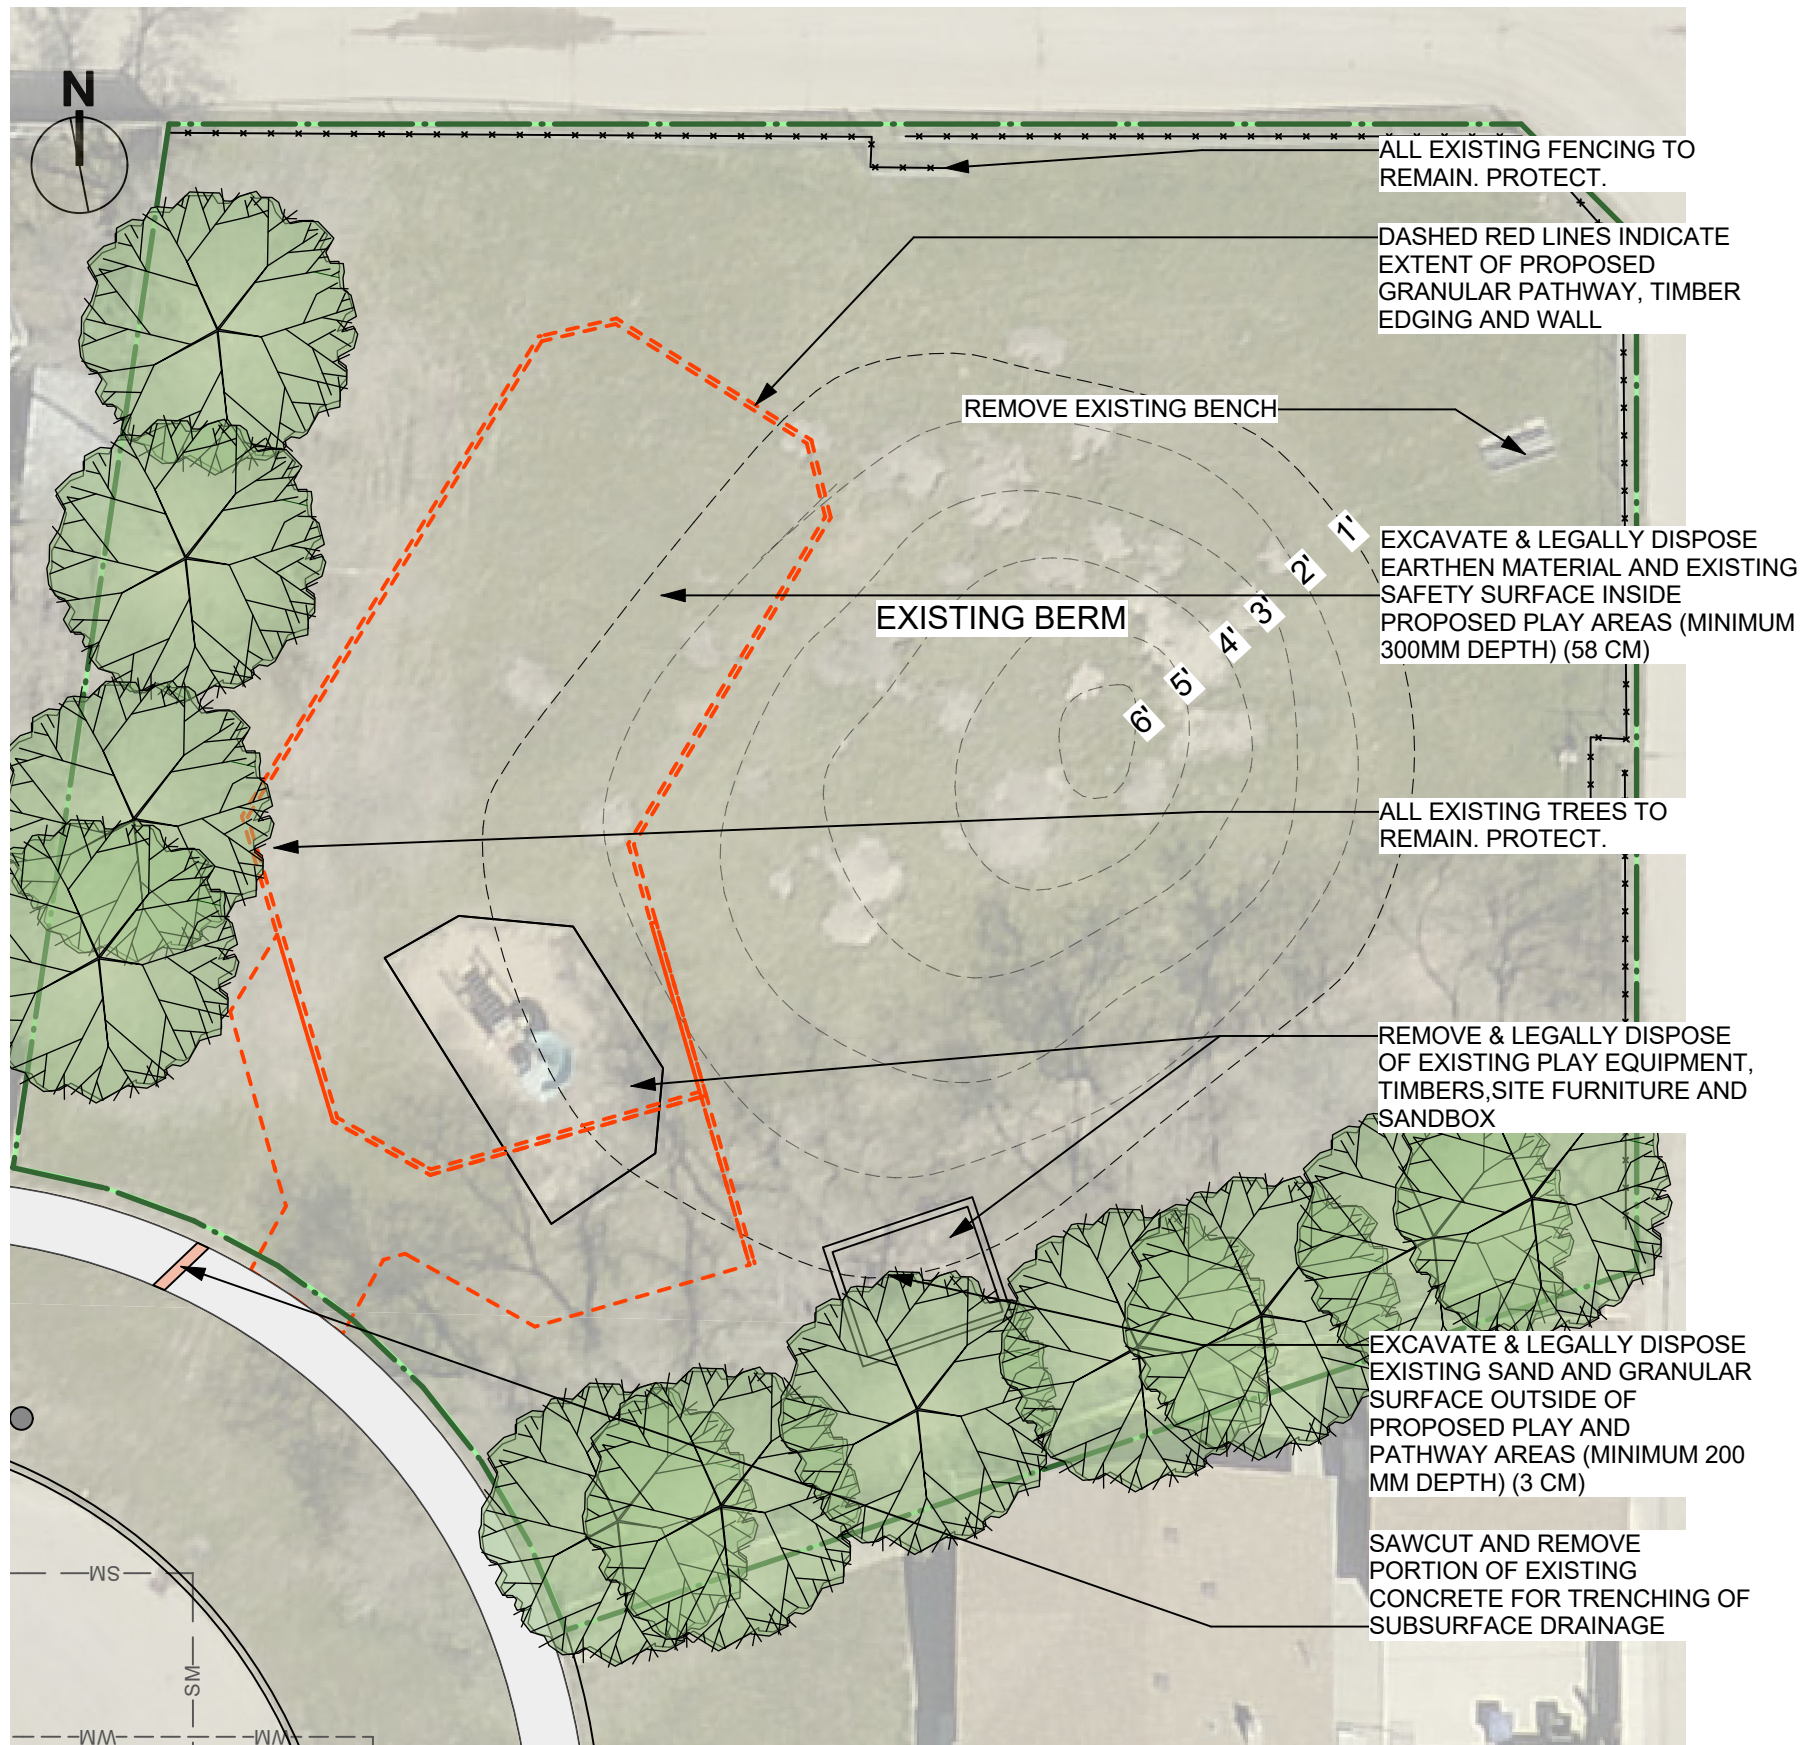 N
ALL EXISTING FENCING TO
REMAIN. PROTECT.
DASHED RED LINES INDICATE
EXTENT OF PROPOSED
GRANULAR PATHWAY, TIMBER
EDGING AND WALL
REMOVE EXISTING BENCH
1'
2'
3'
4'
5'
6'
EXCAVATE & LEGALLY DISPOSE
EARTHEN MATERIAL AND EXISTING
SAFETY SURFACE INSIDE
PROPOSED PLAY AREAS (MINIMUM
300MM DEPTH) (58 CM)
EXISTING BERM
ALL EXISTING TREES TO
REMAIN. PROTECT.
REMOVE & LEGALLY DISPOSE
OF EXISTING PLAY EQUIPMENT,
TIMBERS,SITE FURNITURE AND
SANDBOX
EXCAVATE & LEGALLY DISPOSE
EXISTING SAND AND GRANULAR
SURFACE OUTSIDE OF
PROPOSED PLAY AND
PATHWAY AREAS (MINIMUM 200
MM DEPTH) (3 CM)
SAWCUT AND REMOVE
PORTION OF EXISTING
CONCRETE FOR TRENCHING OF
SUBSURFACE DRAINAGE
SM
SM
WM
WM